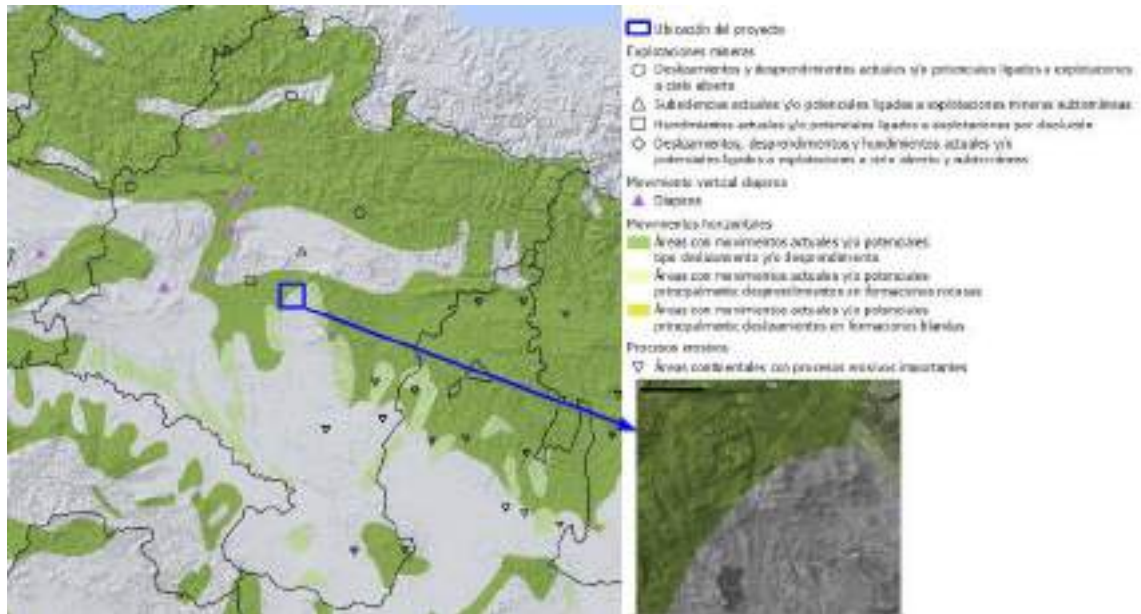 Ubicación del proyecto
Explotaciones mineras
Deslizamientos y desprendimientos actuales y/o potenciales ligados a explotaciones
a cielo abierto
Subsidencias actuales y/o potenciales ligados a explotaciones mineras subterráneas
Hundimientos actuales y/o potenciales ligados a explotaciones por disolución
Deslizamientos, desprendimientos y hundimientos actuales y/o
potenciales ligados a explotaciones a cielo abierto y subterráneas
Movimiento vertical diapiros
Diapiros
Movimientos horizontales
Áreas con movimientos actuales y/o potenciales
tipo deslizamiento y/o desprendimiento
Áreas con movimientos actuales y/o potenciales
principalmente desprendimientos en formaciones rocosas
Áreas con movimientos actuales y/o potenciales
principalmente deslizamientos en formaciones blandas
Procesos erosivos
Áreas continentales con procesos erosivos importantes